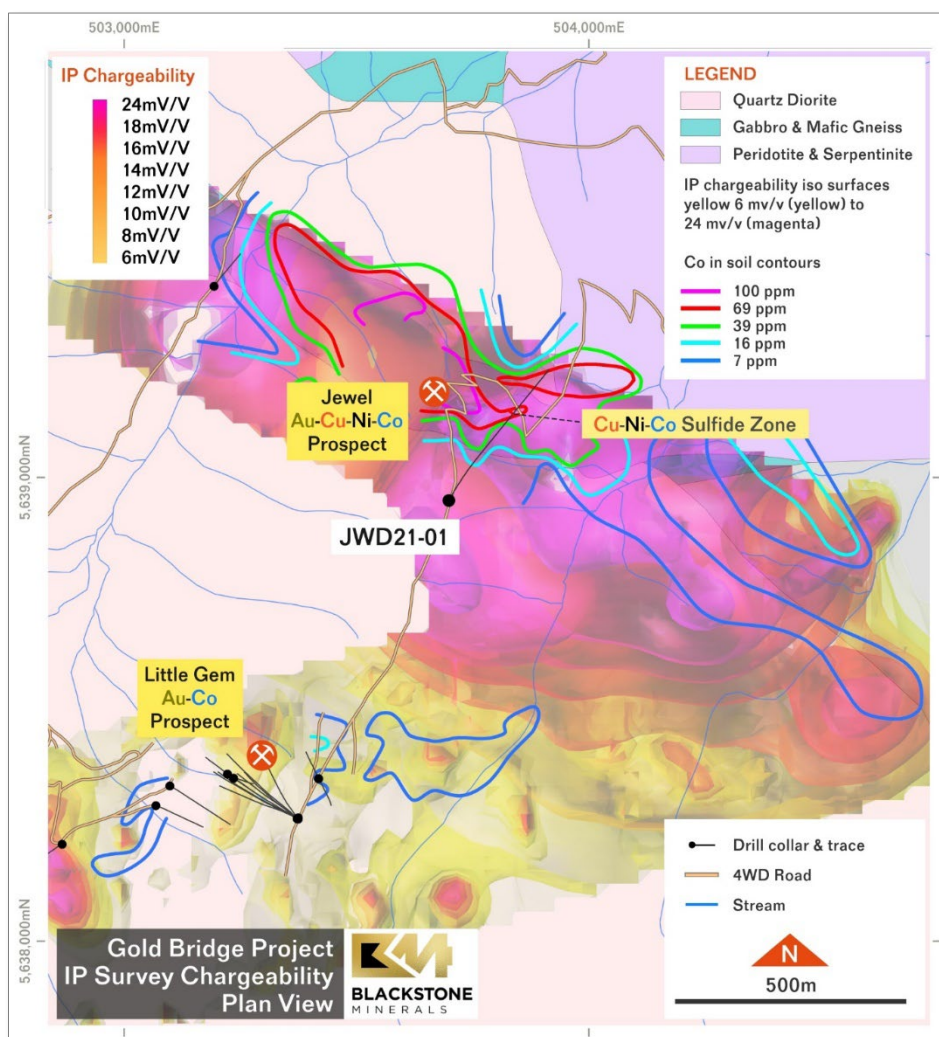 503,000mE
504,000mE
IP Chargeability
24mV/V
18mV/V
16mV/V
14mV/V
12mV/V
10mV/V
8mV/V
6mV/V
LEGEND
Quartz Diorite
Gabbro & Mafic Gneiss
Peridotite & Serpentinite
IP chargeability iso surfaces
yellow 6 mv/v (yellow) to
24 mv/v (magenta)
Co in soil contours
100 ppm
69 ppm
39 ppm
16 ppm
7 ppm
Jewel
Au-Cu-Ni-Co
Prospect
Cu-Ni-Co Sulfide Zone
5,639,000mN
JWD21-01
Little Gem
Au-Co
Prospect
Drill collar & trace
4WD Road
Stream
5,638,000mN
Gold Bridge Project
IP Survey Chargeability
Plan View
BLACKSTONE
MINERALS
N
500m